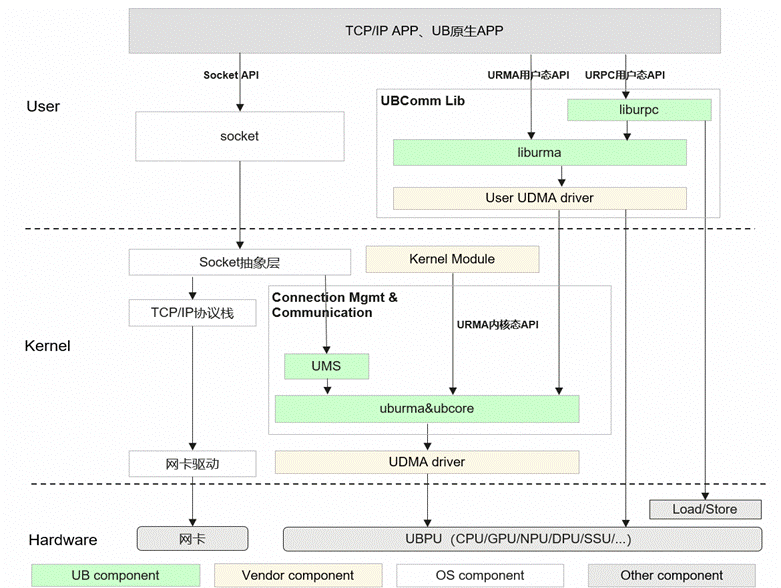 TCP/IP APP、UB原生APP
Socket API
URMA用户态API
URPC用户态API
User
UBComm Lib
liburpc
socket
liburma
User UDMA driver
Socket抽象层
Kernel Module
Connection Mgmt &
Communication
TCP/IP协议栈
URMA内核态API
Kernel
UMS
uburma&ubcore
网卡驱动
UDMA driver
Load/Store
Hardware
网卡
UBPU（CPU/GPU/NPU/DPU/SSU/...）
UB component
Vendor component
OS component
Other component